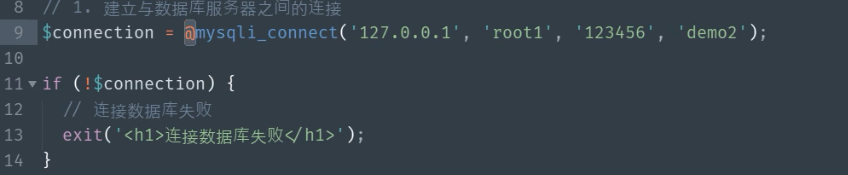 8 // 1. 建立与数据库服务器之间的连接
9 $connection = @mysqli_connect('127.0.0.1', 'root1', '123456', 'demo2');
10
11 if (!$connection) {
12 // 连接数据库失败
13 exit('<h1>连接数据库失败</h1>');
14 }